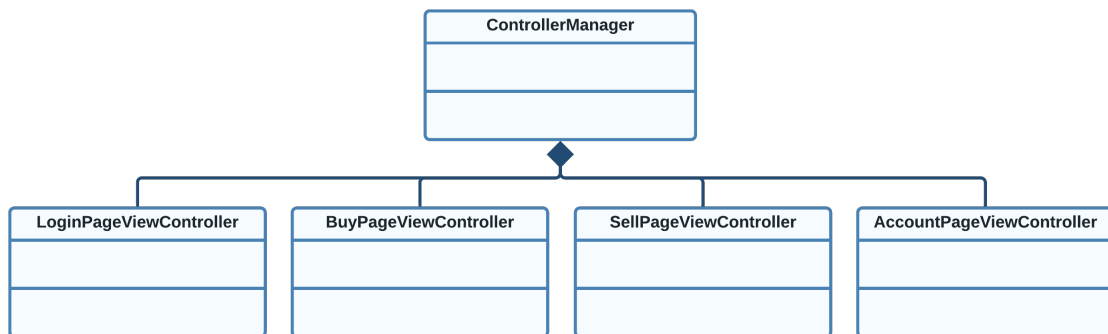 ControllerManager
LoginPageViewController
BuyPageViewController
SellPageViewController
AccountPageViewController